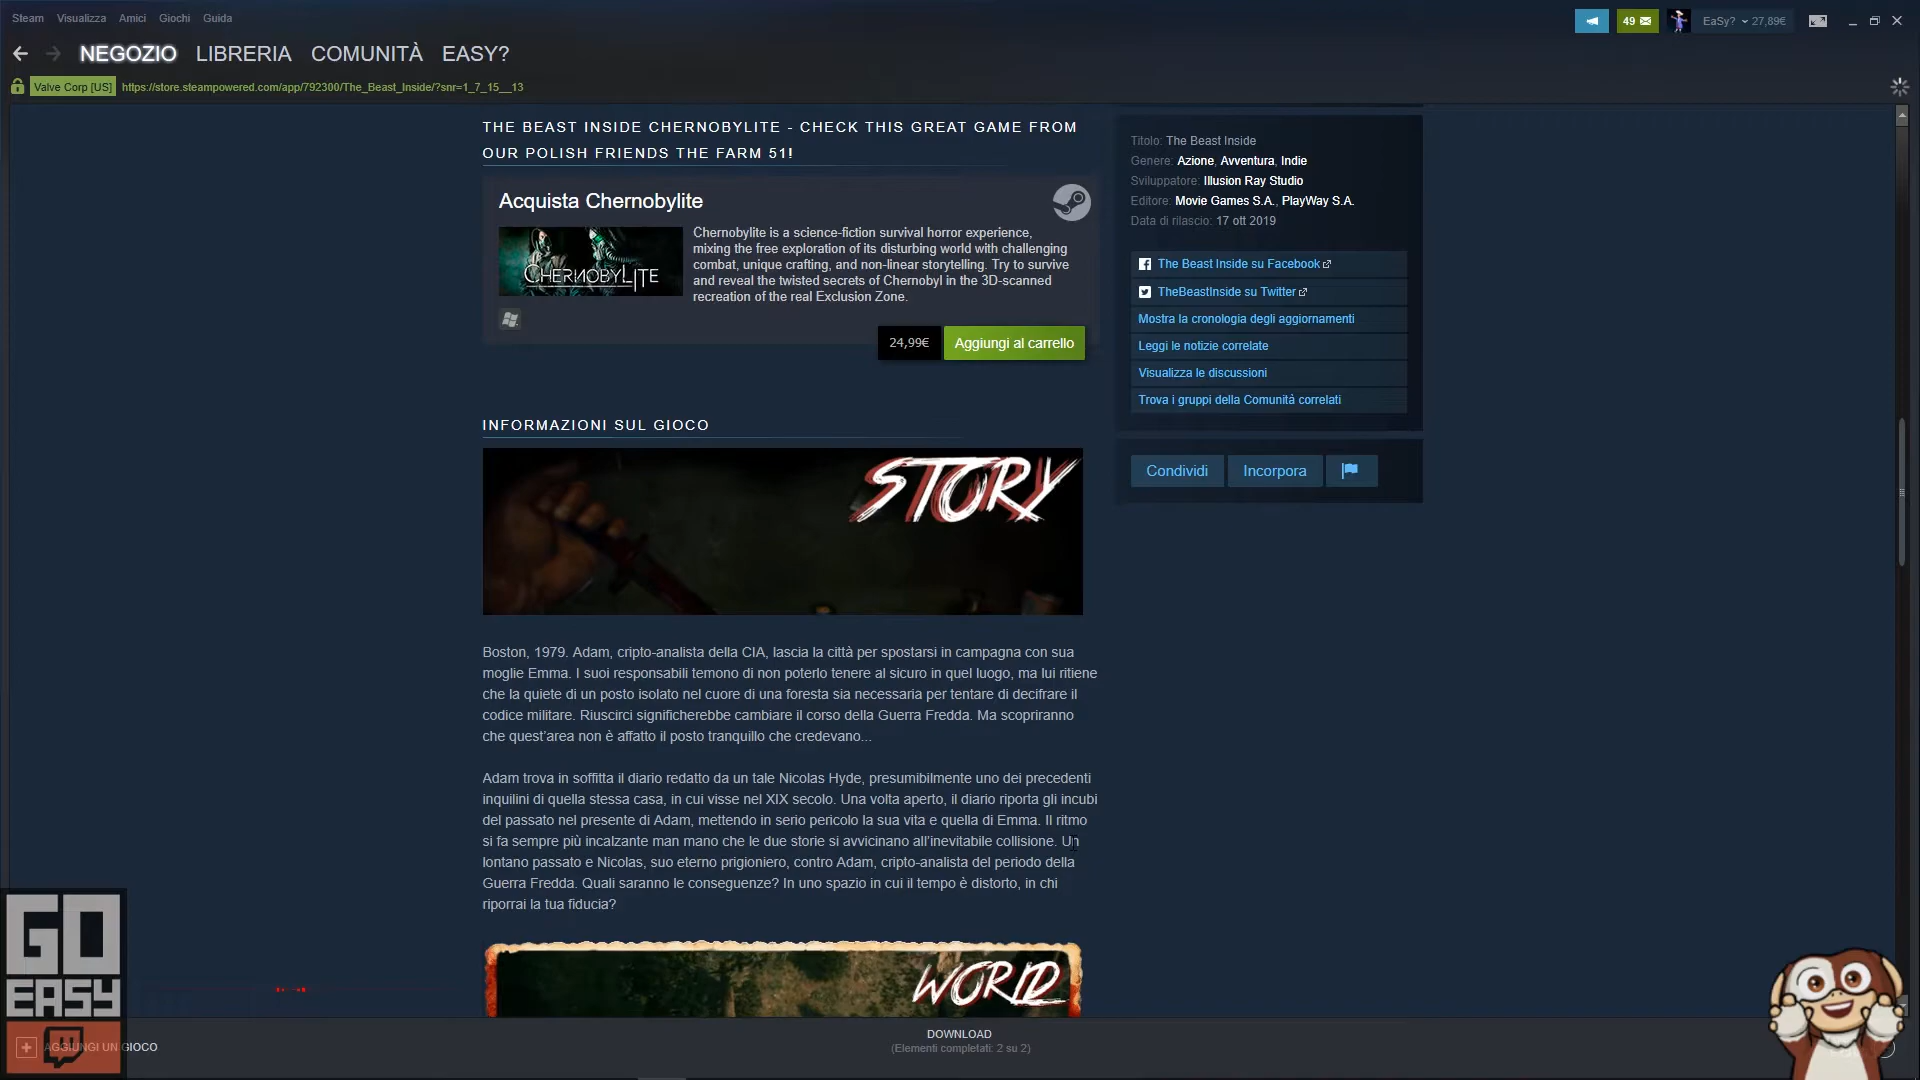 Steam Visualizza Amici Giochi Guida
49 EaSy? 27,89€
NEGOZIO LIBRERIA COMUNITÀ EASY?
Valve Corp [US] https://store.steampowered.com/app/792300/The_Beast_Inside/?snr=1_7_15__13
THE BEAST INSIDE CHERNOBYLITE - CHECK THIS GREAT GAME FROM
OUR POLISH FRIENDS THE FARM 51!
Acquista Chernobylite
CHERNOBYLITE
Chernobylite is a science-fiction survival horror experience,
mixing the free exploration of its disturbing world with challenging
combat, unique crafting, and non-linear storytelling. Try to survive
and reveal the twisted secrets of Chernobyl in the 3D-scanned
recreation of the real Exclusion Zone.
24,99€ Aggiungi al carrello
Titolo: The Beast Inside
Genere: Azione, Avventura, Indie
Sviluppatore: Illusion Ray Studio
Editore: Movie Games S.A., PlayWay S.A.
Data di rilascio: 17 ott 2019
The Beast Inside su Facebook
TheBeastInside su Twitter
Mostra la cronologia degli aggiornamenti
Leggi le notizie correlate
Visualizza le discussioni
Trova i gruppi della Comunità correlati
Condividi Incorpora
INFORMAZIONI SUL GIOCO
STORY
Boston, 1979. Adam, cripto-analista della CIA, lascia la città per spostarsi in campagna con sua
moglie Emma. I suoi responsabili temono di non poterlo tenere al sicuro in quel luogo, ma lui ritiene
che la quiete di un posto isolato nel cuore di una foresta sia necessaria per tentare di decifrare il
codice militare. Riuscirci significherebbe cambiare il corso della Guerra Fredda. Ma scopriranno
che quest'area non è affatto il posto tranquillo che credevano...
Adam trova in soffitta il diario redatto da un tale Nicolas Hyde, presumibilmente uno dei precedenti
inquilini di quella stessa casa, in cui visse nel XIX secolo. Una volta aperto, il diario riporta gli incubi
del passato nel presente di Adam, mettendo in serio pericolo la sua vita e quella di Emma. Il ritmo
si fa sempre più incalzante man mano che le due storie si avvicinano all'inevitabile collisione. Un
lontano passato e Nicolas, suo eterno prigioniero, contro Adam, cripto-analista del periodo della
Guerra Fredda. Quali saranno le conseguenze? In uno spazio in cui il tempo è distorto, in chi
riporrai la tua fiducia?
WORLD
GO
EASY
AGGIUNGI UN GIOCO
DOWNLOAD
(Elementi completati: 2 su 2)